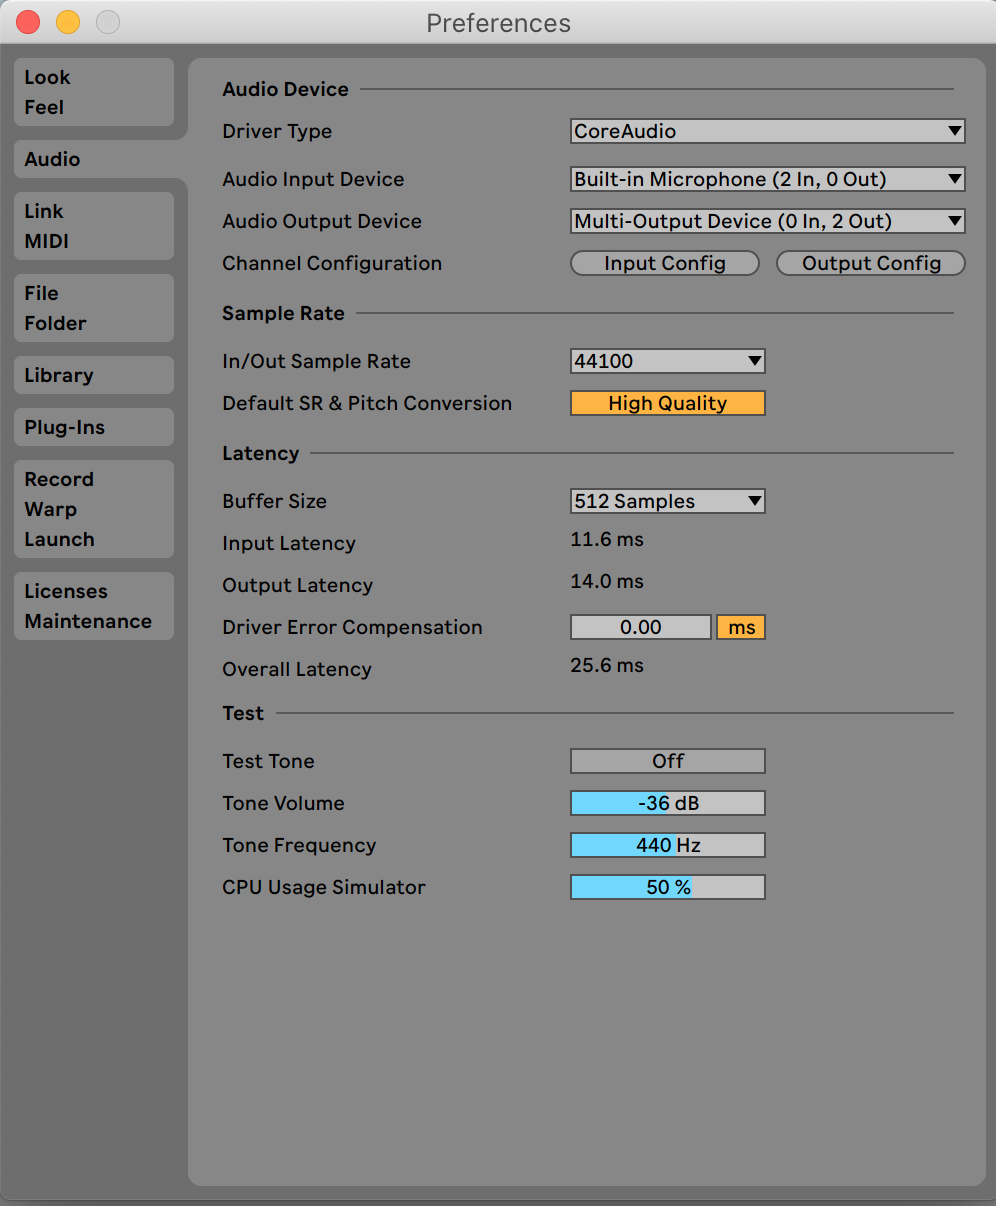 Preferences
Look
Feel
Audio
Link
MIDI
File
Folder
Library
Plug-Ins
Record
Warp
Launch
Licenses
Maintenance
Audio Device
Driver Type CoreAudio
Audio Input Device Built-in Microphone (2 In, 0 Out)
Audio Output Device Multi-Output Device (0 In, 2 Out)
Channel Configuration Input Config Output Config
Sample Rate
In/Out Sample Rate 44100
Default SR & Pitch Conversion High Quality
Latency
Buffer Size 512 Samples
Input Latency 11.6 ms
Output Latency 14.0 ms
Driver Error Compensation 0.00 ms
Overall Latency 25.6 ms
Test
Test Tone Off
Tone Volume -36 dB
Tone Frequency 440 Hz
CPU Usage Simulator 50 %